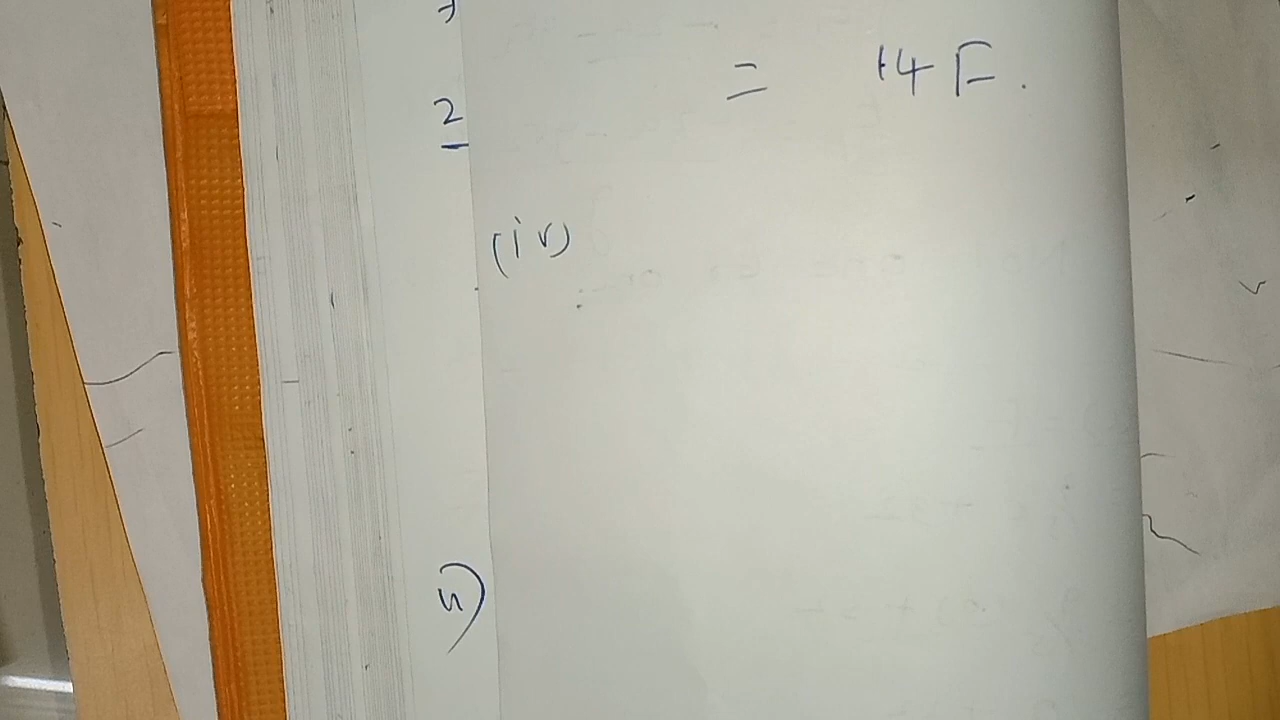 = 14 F.
2
(iv)